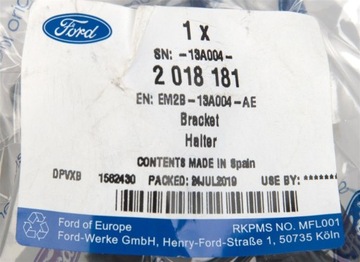 Ford
1 x
SN: -13A004-
2 018 181
EN: EM2B-13A004-AE
Bracket
Halter
CONTENTS MADE IN Spain
DPVXB 1562430 PACKED: 24JUL2019 USE BY: *******
Ford of Europe
RKPMS NO. MFL001
Ford-Werke GmbH, Henry-Ford-Straße 1, 50735 Köln